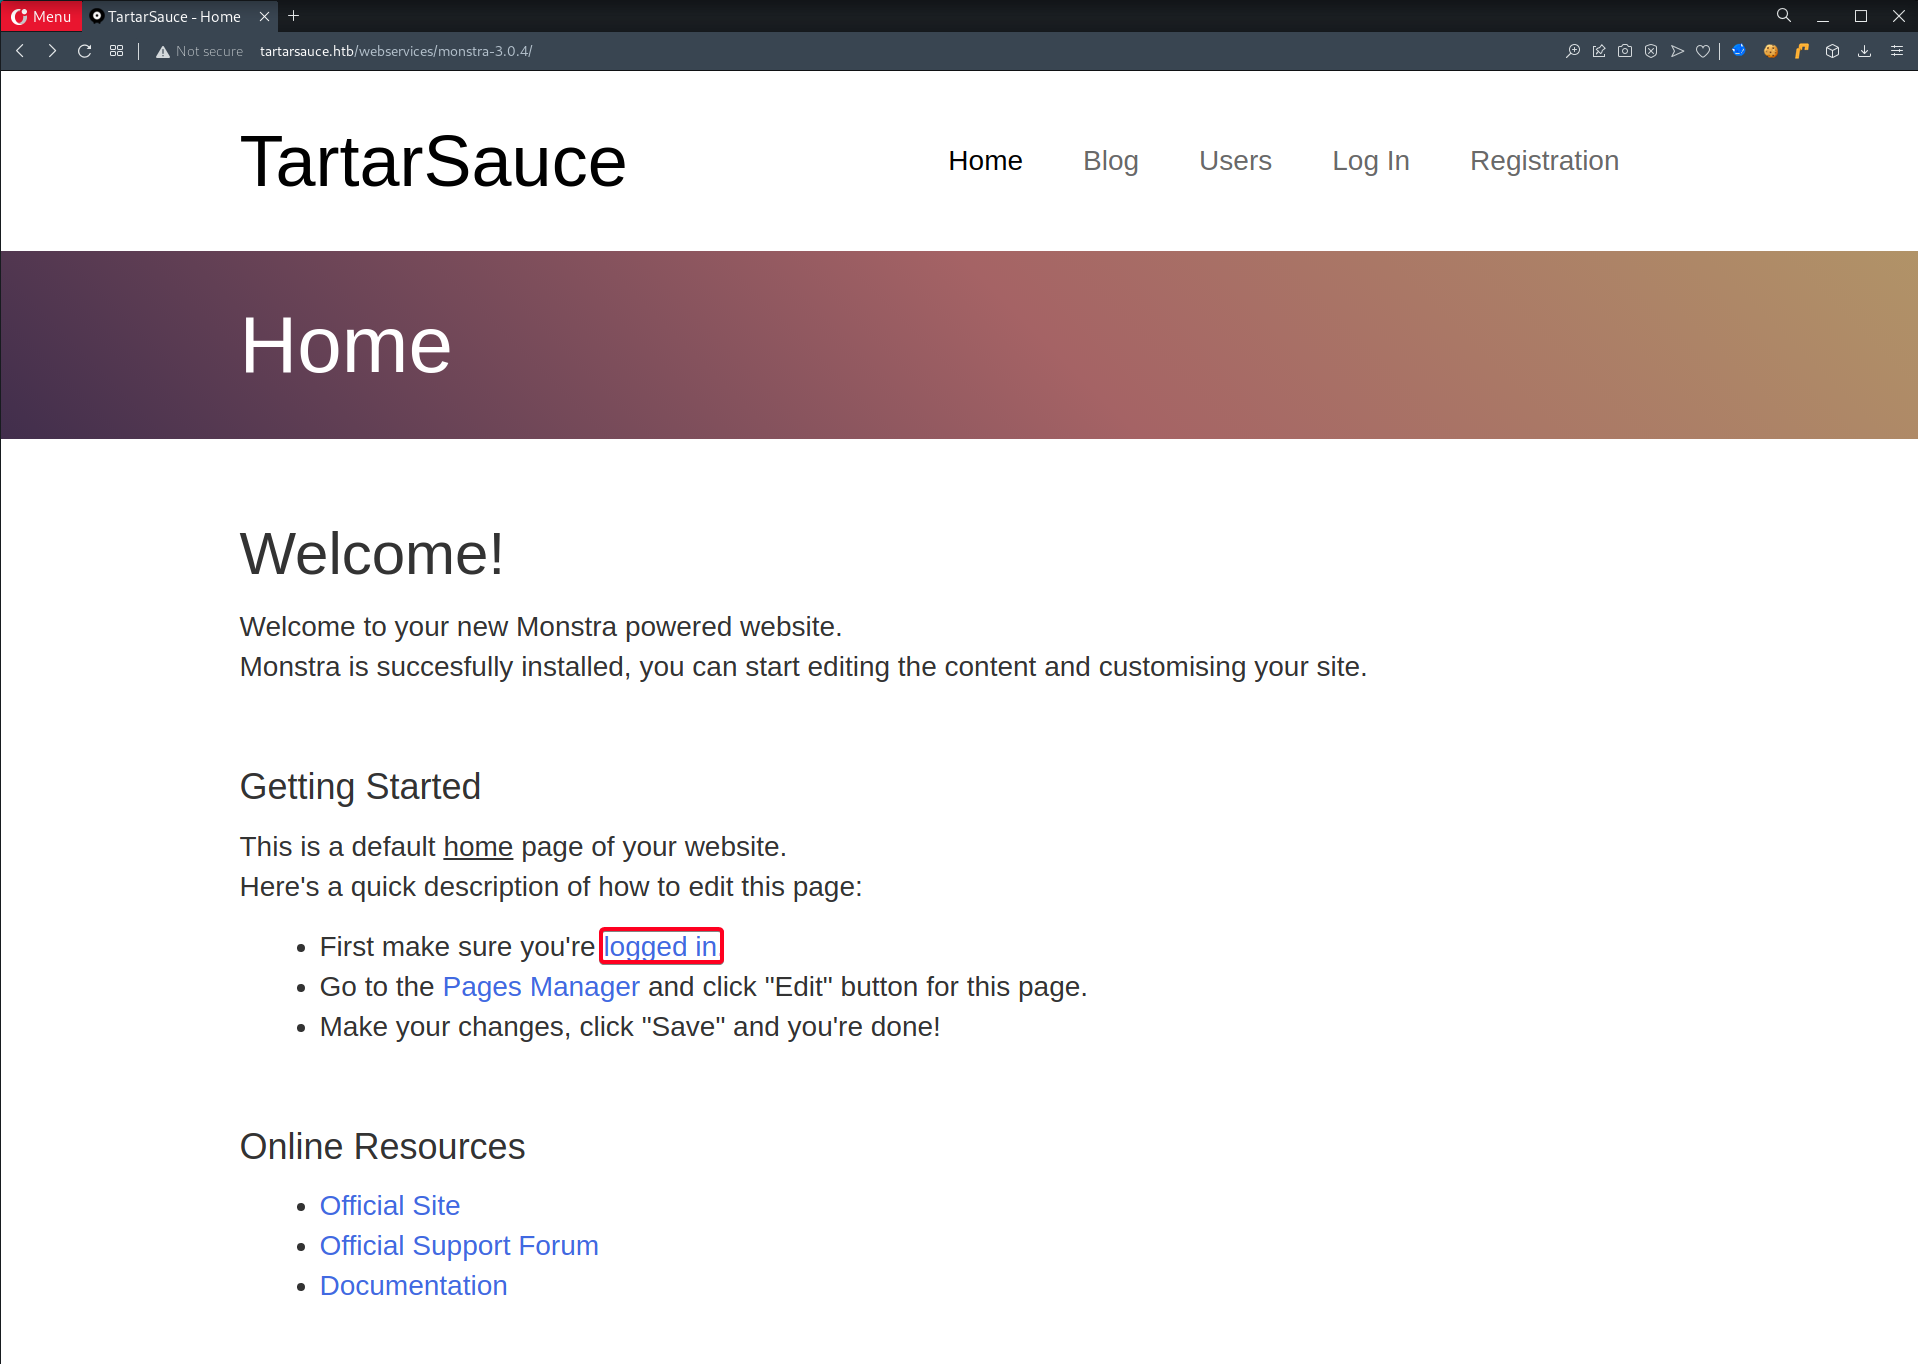 Menu
TartarSauce - Home
Not secure
tartarsauce.htb/webservices/monstra-3.0.4/
TartarSauce
Home Blog Users Log In Registration
Home
Welcome!
Welcome to your new Monstra powered website.
Monstra is succesfully installed, you can start editing the content and customising your site.
Getting Started
This is a default home page of your website.
Here's a quick description of how to edit this page:
First make sure you're logged in
Go to the Pages Manager and click "Edit" button for this page.
Make your changes, click "Save" and you're done!
Online Resources
Official Site
Official Support Forum
Documentation